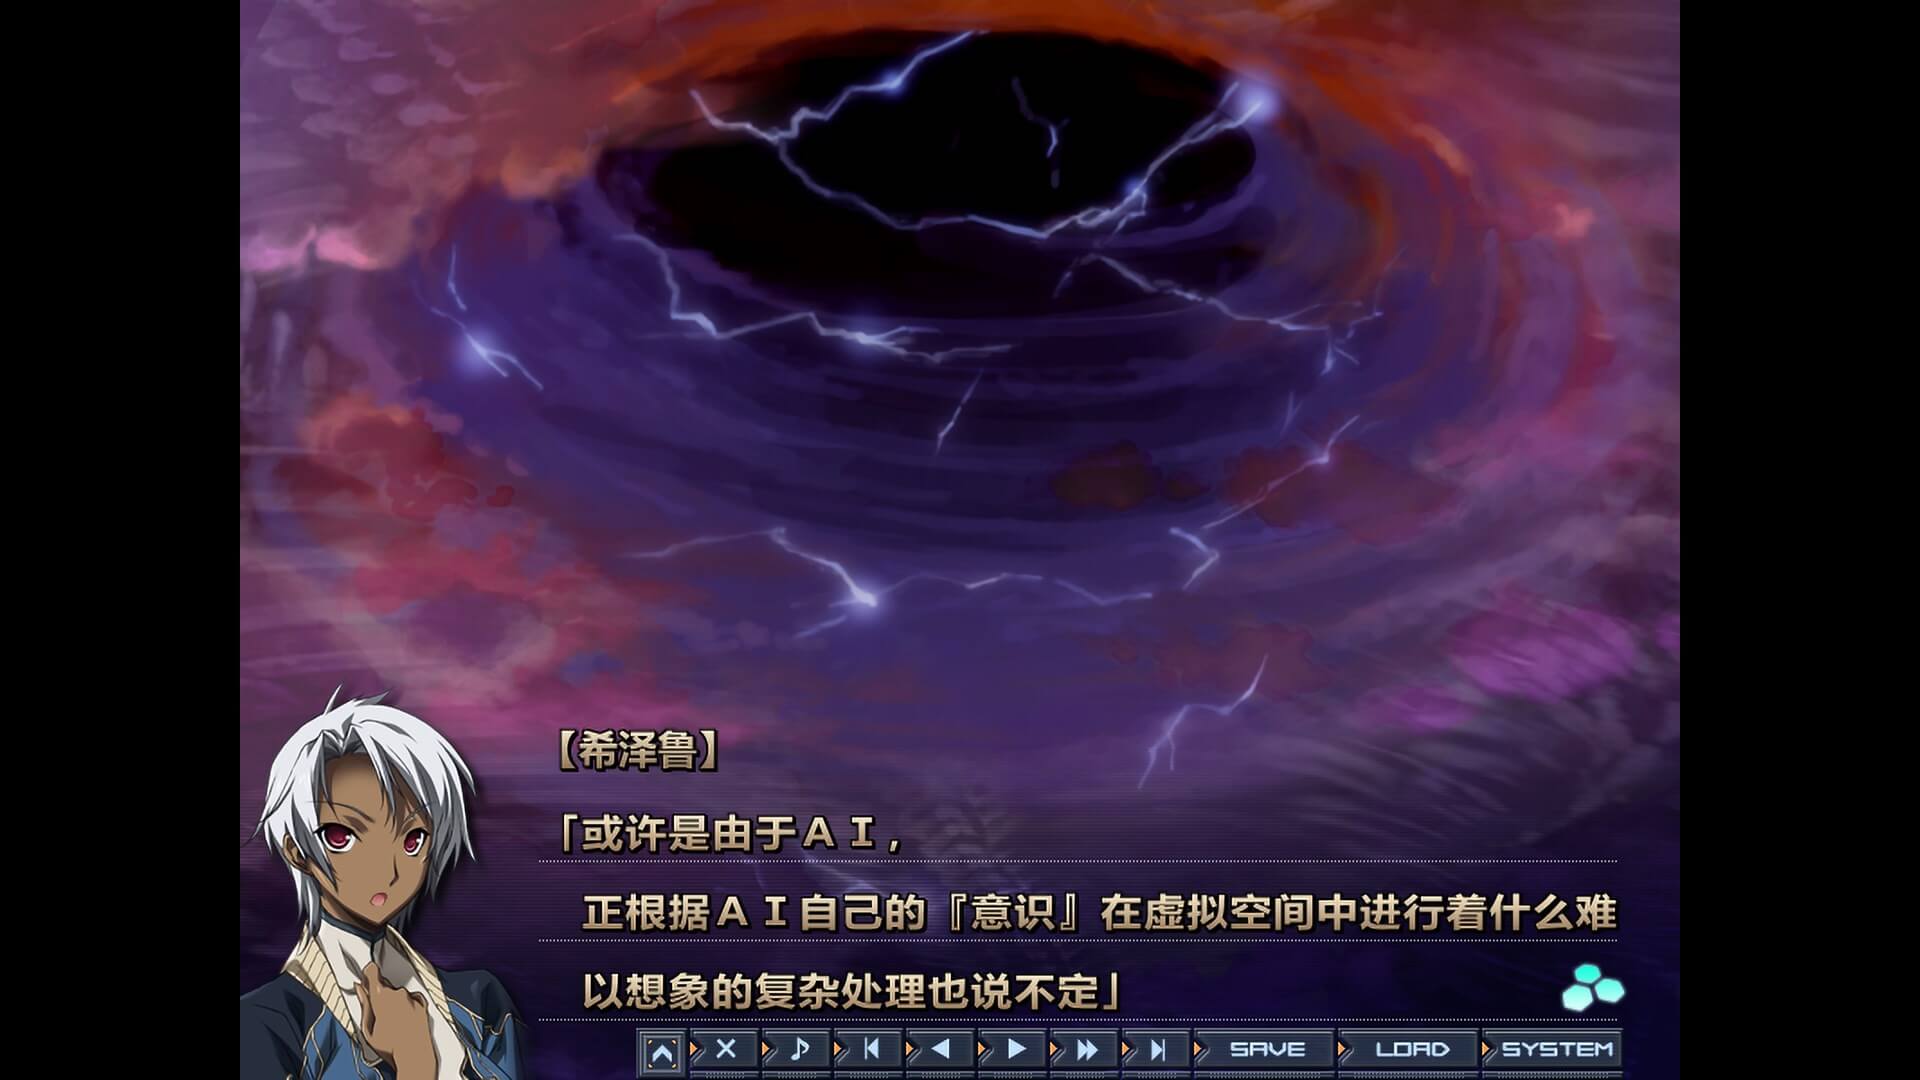 【希泽鲁】
「或许是由于ＡＩ，
正根据ＡＩ自己的『意识』在虚拟空间中进行着什么难
以想象的复杂处理也说不定」
SAVE LOAD SYSTEM